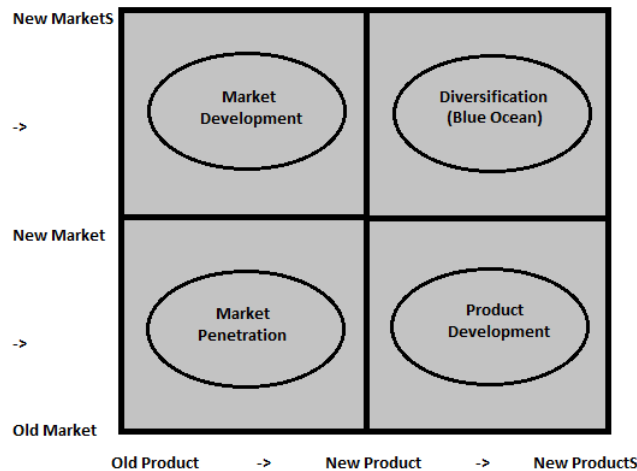 New MarketS
Market
Development
Diversification
(Blue Ocean)
->
New Market
Market
Penetration
Product
Development
->
Old Market
Old Product -> New Product -> New ProductS